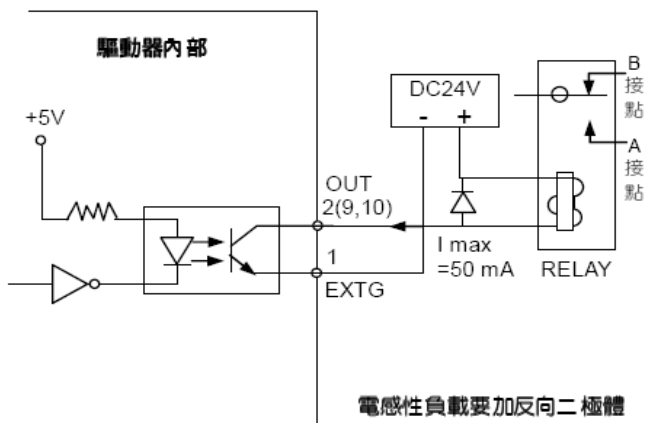 驅動器內部
+5V
DC24V
- +
B
接
點
A
接
點
OUT
2(9,10)
1
EXTG
I max
=50 mA
RELAY
電感性負載要加反向二極體